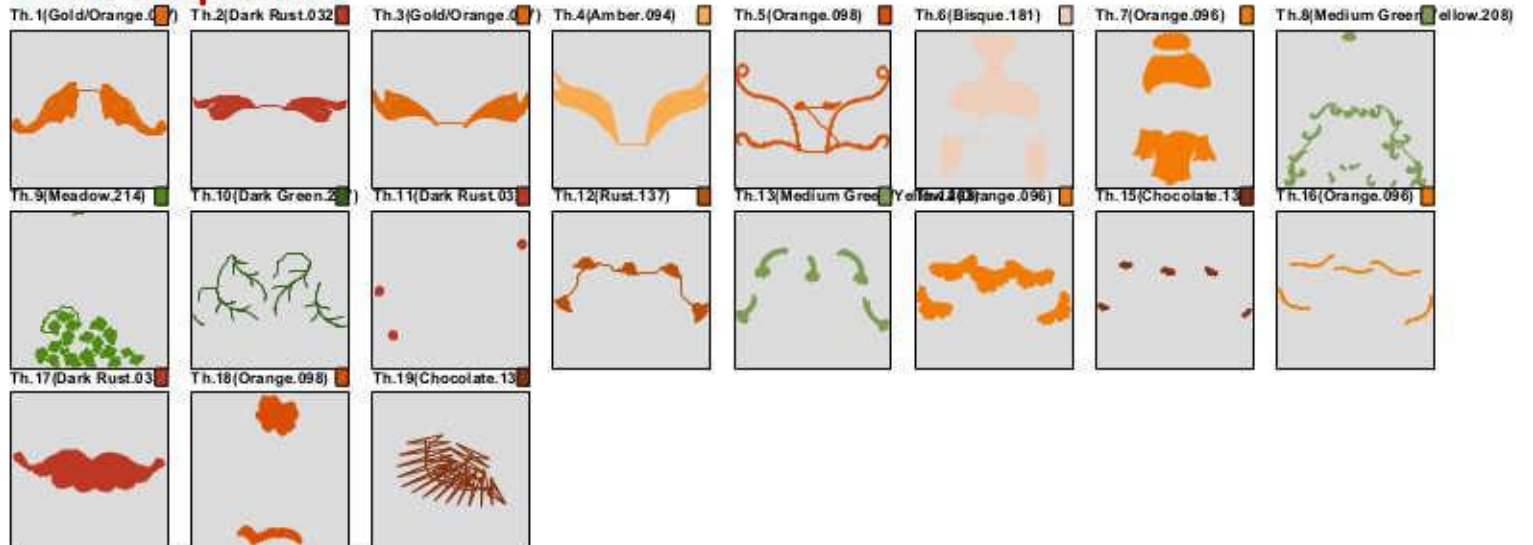 Th.1(Gold/Orange.0
Th.2(Dark Rust.032
Th.3(Gold/Orange.0
Th.4(Amber.094)
Th.5(Orange.098)
Th.6(Bisque.181)
Th.7(Orange.096)
Th.8(Medium Green ellow.208)
Th.9(Meadow.214)
Th.10(Dark Green.2
Th.11(Dark Rust.03
Th.12(Rust.137)
Th.13(Medium Gree Ye
Orange.096)
Th.15(Chocolate.13
Th.16(Orange.096)
Th.17(Dark Rust.03
Th.18(Orange.098)
Th.19(Chocolate.13